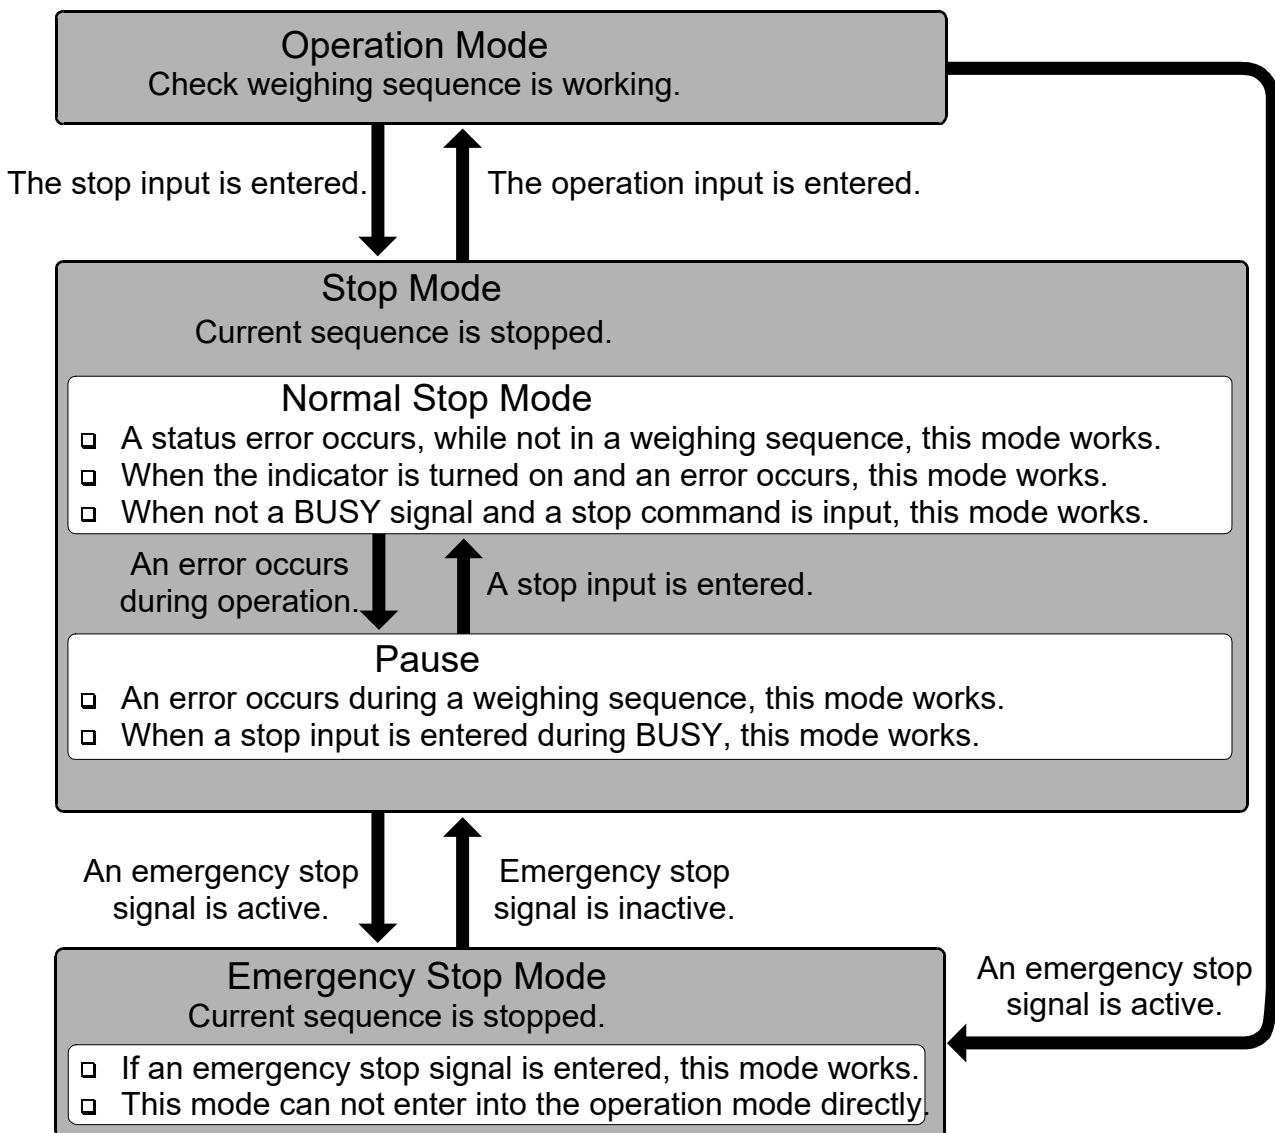 Operation Mode
Check weighing sequence is working.
The stop input is entered.
The operation input is entered.
Stop Mode
Current sequence is stopped.
Normal Stop Mode
A status error occurs, while not in a weighing sequence, this mode works.
When the indicator is turned on and an error occurs, this mode works.
When not a BUSY signal and a stop command is input, this mode works.
An error occurs
during operation.
A stop input is entered.
Pause
An error occurs during a weighing sequence, this mode works.
When a stop input is entered during BUSY, this mode works.
An emergency stop
signal is active.
Emergency stop
signal is inactive.
Emergency Stop Mode
Current sequence is stopped.
An emergency stop
signal is active.
If an emergency stop signal is entered, this mode works.
This mode can not enter into the operation mode directly.